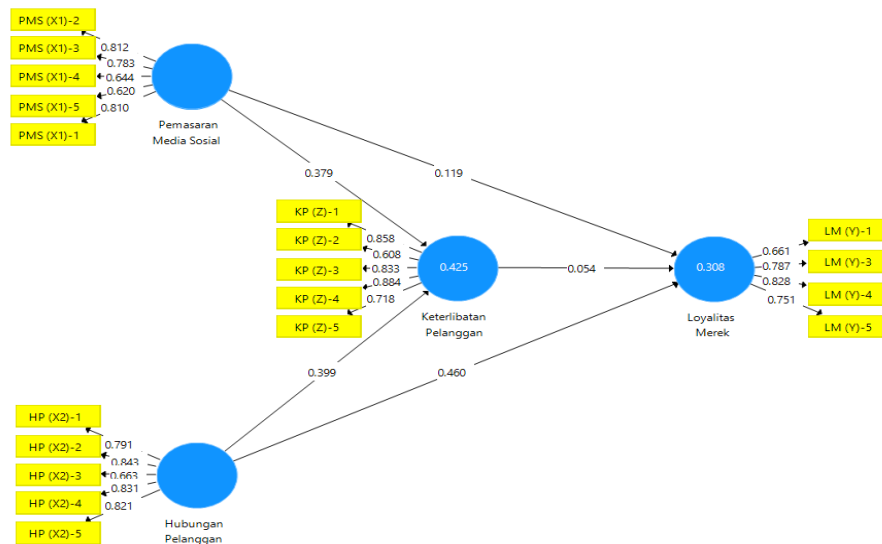 PMS (X1)-2
PMS (X1)-3
PMS (X1)-4
PMS (X1)-5
PMS (X1)-1
0.812
0.783
0.644
0.620
0.810
Pemasaran
Media Sosial
0.379
0.119
KP (Z)-1
KP (Z)-2
KP (Z)-3
KP (Z)-4
KP (Z)-5
0.858
0.608
0.833
0.884
0.718
0.425
Keterlibatan
Pelanggan
0.054
0.308
Loyalitas
Merek
0.661
0.787
0.828
0.751
LM (Y)-1
LM (Y)-3
LM (Y)-4
LM (Y)-5
0.399
0.460
HP (X2)-1
HP (X2)-2
HP (X2)-3
HP (X2)-4
HP (X2)-5
0.791
0.843
0.663
0.831
0.821
Hubungan
Pelanggan